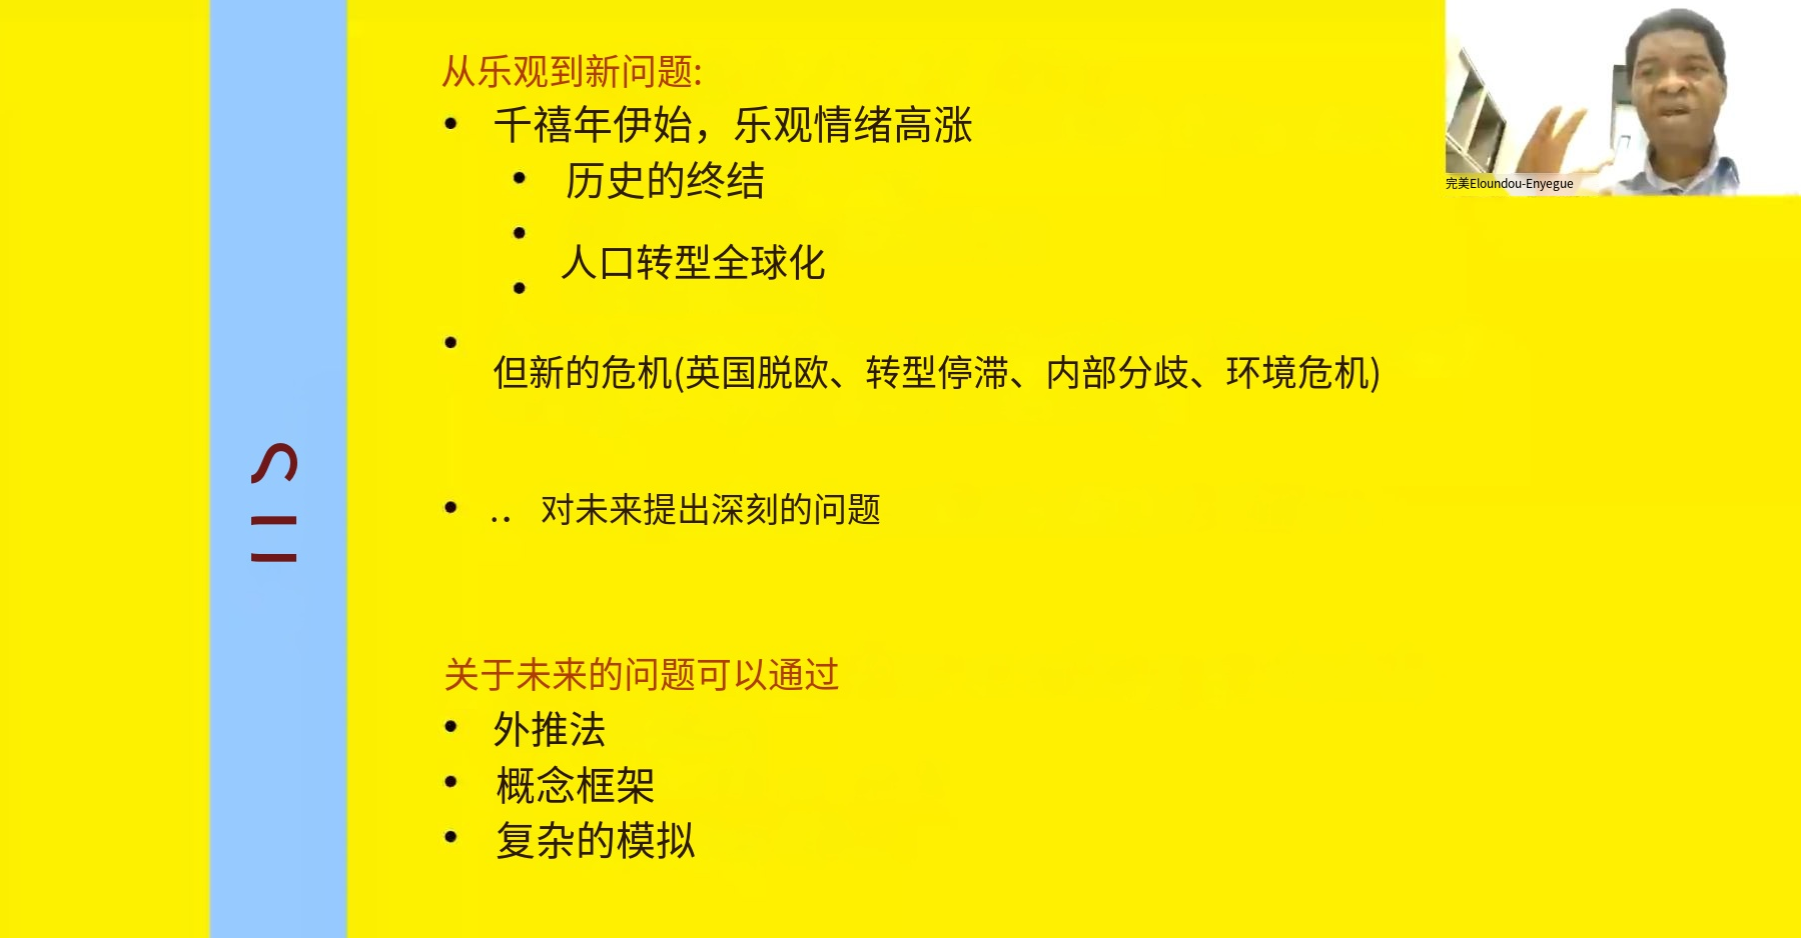 从乐观到新问题:
• 千禧年伊始，乐观情绪高涨
• 历史的终结
•
人口转型全球化
•
•
但新的危机(英国脱欧、转型停滞、内部分歧、环境危机)
• .. 对未来提出深刻的问题
关于未来的问题可以通过
• 外推法
• 概念框架
• 复杂的模拟
完美Eloundou-Enyegue